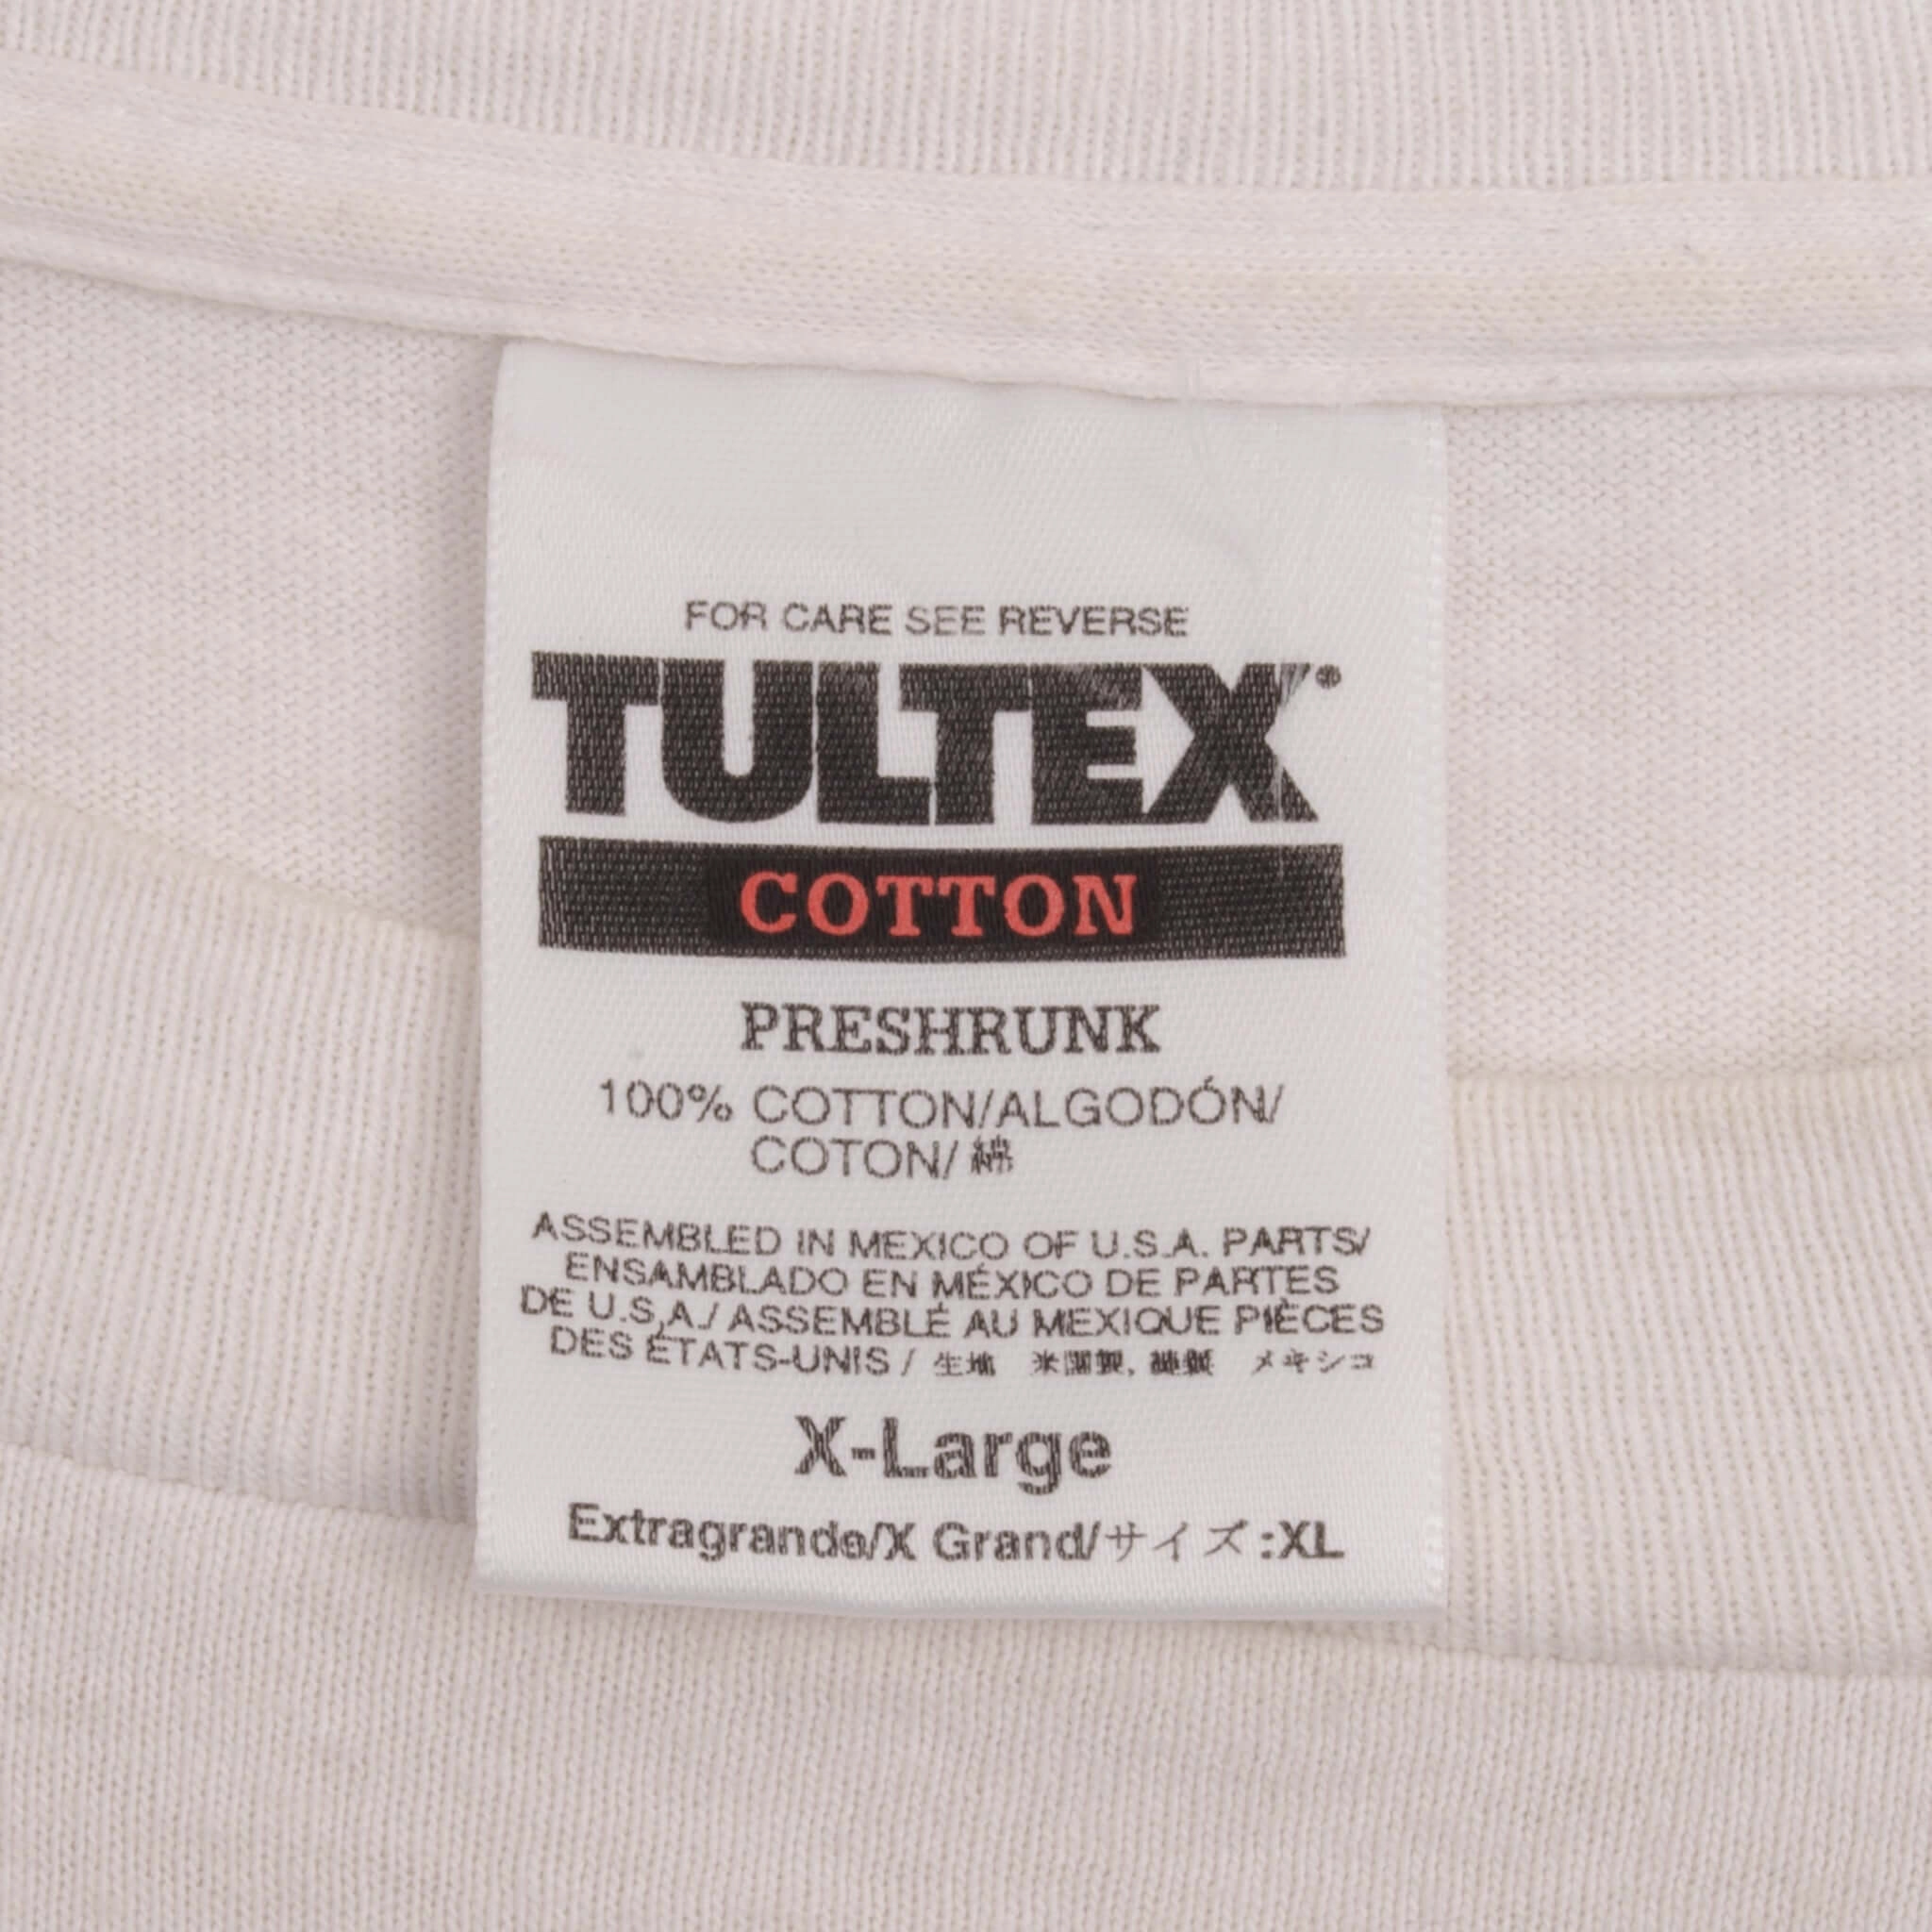 FOR CARE SEE REVERSE
TULTEX
COTTON
PRESHRUNK
100% COTTON/ALGODÓN/
COTON/綿
ASSEMBLED IN MEXICO OF U.S.A. PARTS/
ENSAMBLADO EN MÉXICO DE PARTES
DE U.S.A./ ASSEMBLÉ AU MEXIQUE PIÈCES
DES ÉTATS-UNIS / 生地 米国製, 縫製 メキシコ
X-Large
Extragrande/X Grand/サイズ:XL